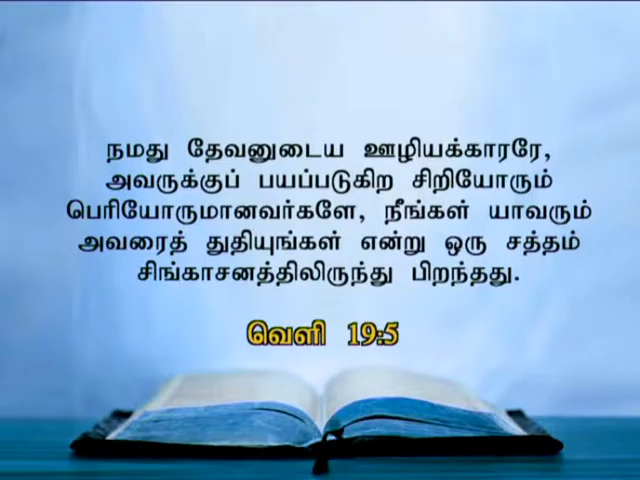 நமது தேவனுடைய ஊழியக்காரரே,
அவருக்குப் பயப்படுகிற சிறியோரும்
பெரியோருமானவர்களே, நீங்கள் யாவரும்
அவரைத் துதியுங்கள் என்று ஒரு சத்தம்
சிங்காசனத்திலிருந்து பிறந்தது.
வெளி 19:5